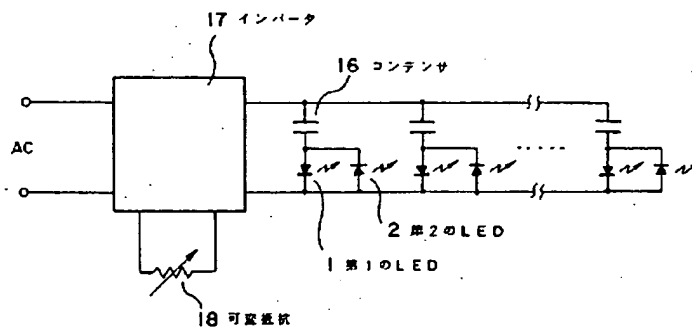 17 インバータ
16 コンデンサ
AC
2 第2のLED
1 第1のLED
18 可変抵抗